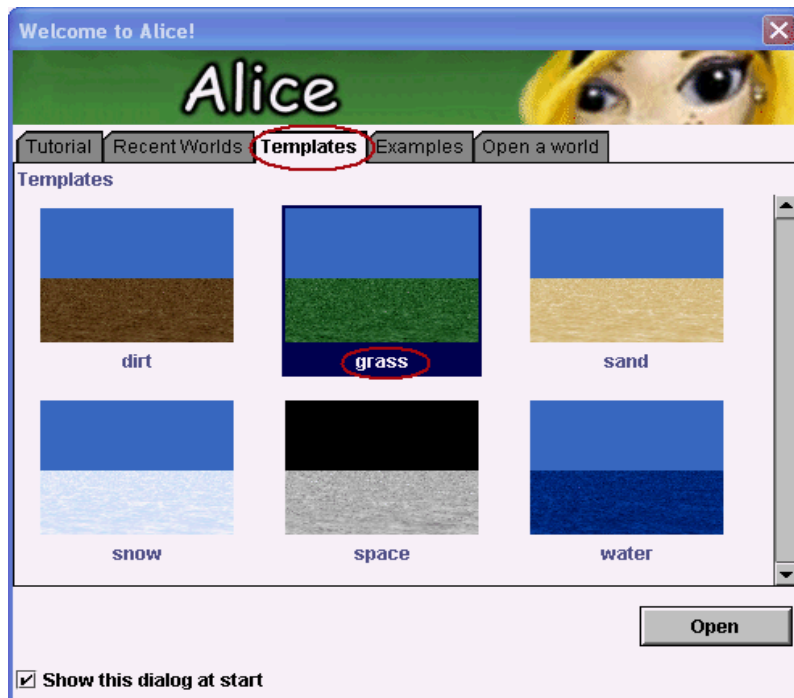 Welcome to Alice!
Alice
Tutorial Recent Worlds Templates Examples Open a world
Templates
dirt grass sand
snow space water
Open
Show this dialog at start